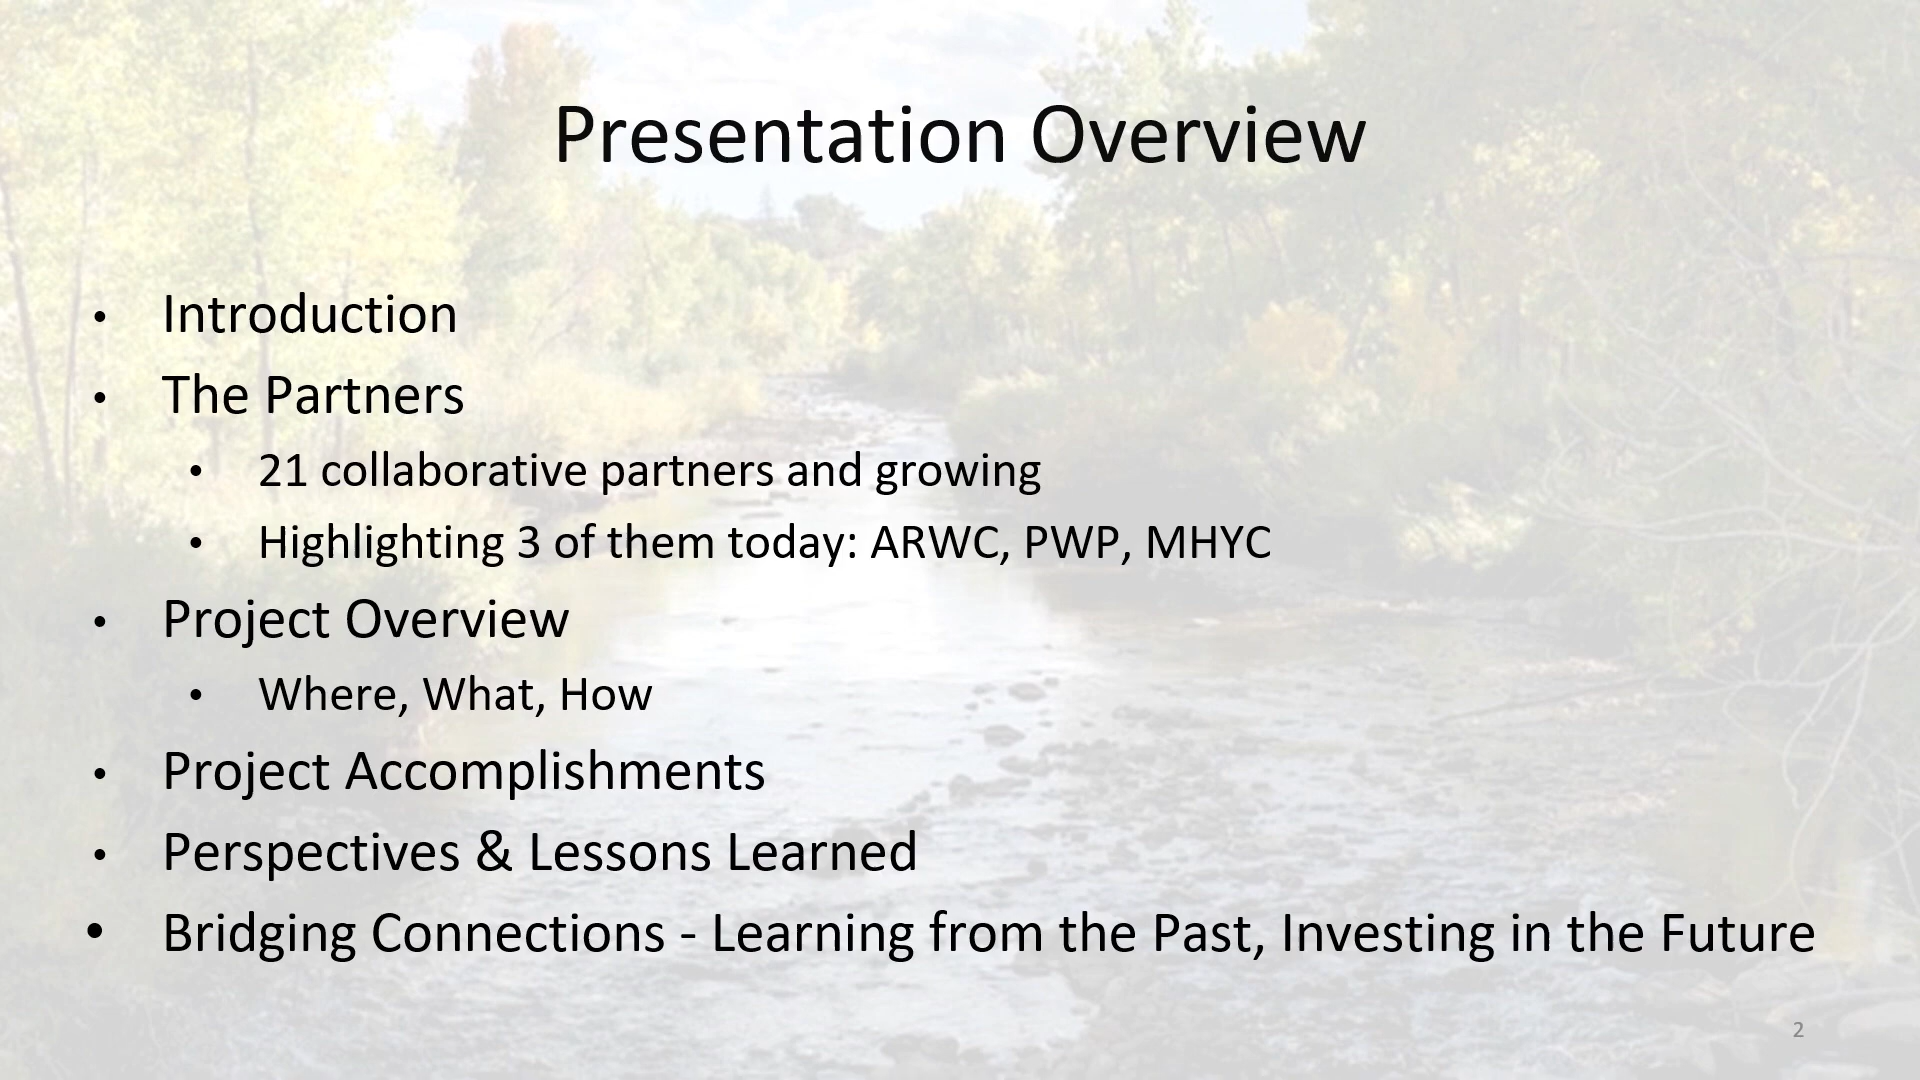 Presentation Overview
• Introduction
• The Partners
• 21 collaborative partners and growing
• Highlighting 3 of them today: ARWC, PWP, MHYC
• Project Overview
• Where, What, How
• Project Accomplishments
• Perspectives & Lessons Learned
• Bridging Connections - Learning from the Past, Investing in the Future
2